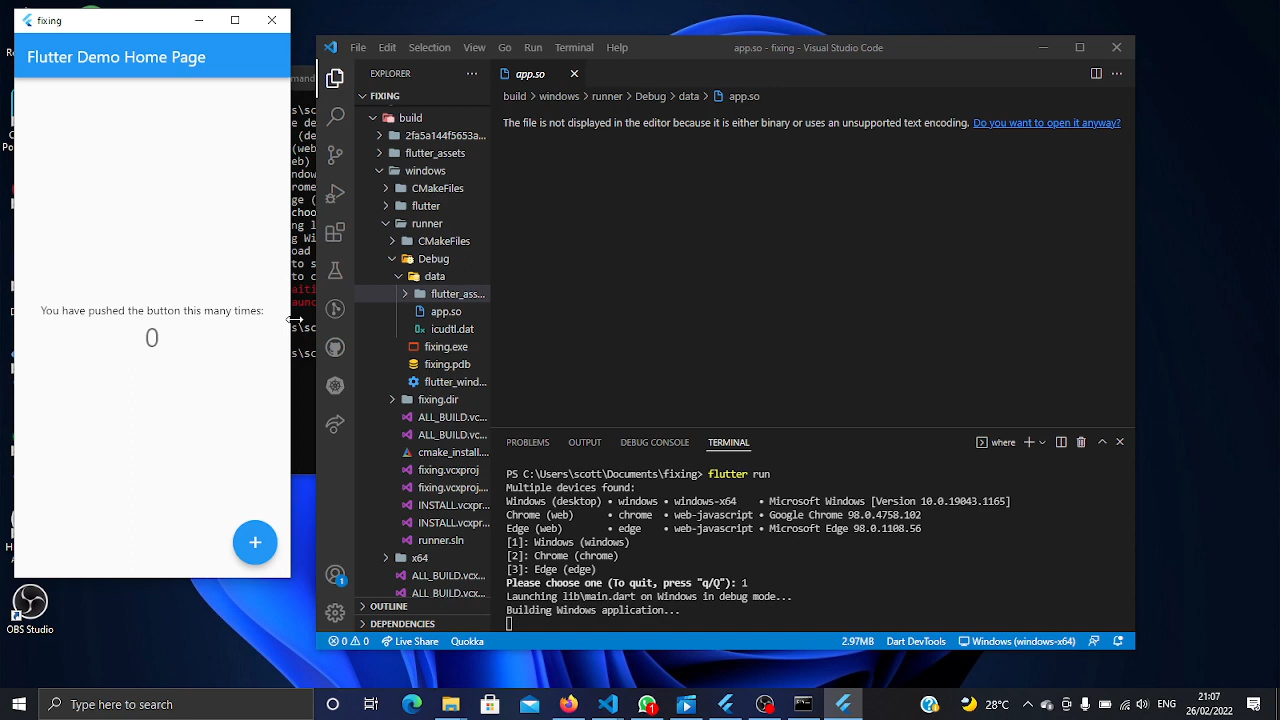 fixing
Flutter Demo Home Page
You have pushed the button this many times:
0
+
OBS Studio
File Edit Selection View Go Run Terminal Help
app.so - fixing - Visual Studio Code
EXPLORER
FIXING
build
2a5a144f5653a...
flutter_assets
windows
CMakeFiles
flutter
runner
CMakeFiles
Debug
data
flutter_ass...
app.so
icudtl.dat
fixing.exe
fixing.pdb
flutter_wind...
fixing.dir
ALL_BUILD.vc...
ALL_BUILD.vc...
cmake_install...
fixing.vcxproj
fixing.vcxproj...
INSTALL.vcxpr...
INSTALL.vcxpr...
runner.sln
x64
ALL_BUILD.vcx...
ALL_BUILD.vcx...
OUTLINE
DEPENDENCIES
app.so
build > windows > runner > Debug > data > app.so
The file is not displayed in the editor because it is either binary or uses an unsupported text encoding. Do you want to open it anyway?
PROBLEMS OUTPUT DEBUG CONSOLE TERMINAL
where
PS C:\Users\scott\Documents\fixing> flutter run
Multiple devices found:
Windows (desktop) • windows • windows-x64 • Microsoft Windows [Version 10.0.19043.1165]
Chrome (web) • chrome • web-javascript • Google Chrome 98.0.4758.102
Edge (web) • edge • web-javascript • Microsoft Edge 98.0.1108.56
[1]: Windows (windows)
[2]: Chrome (chrome)
[3]: Edge (edge)
Please choose one (To quit, press "q/Q"): 1
Launching lib\main.dart on Windows in debug mode...
Building Windows application...
1
0 0 Live Share Quokka
2.97MB Dart DevTools Windows (windows-x64)
Type here to search
1
28°C
ENG
21:07
26/02/2022